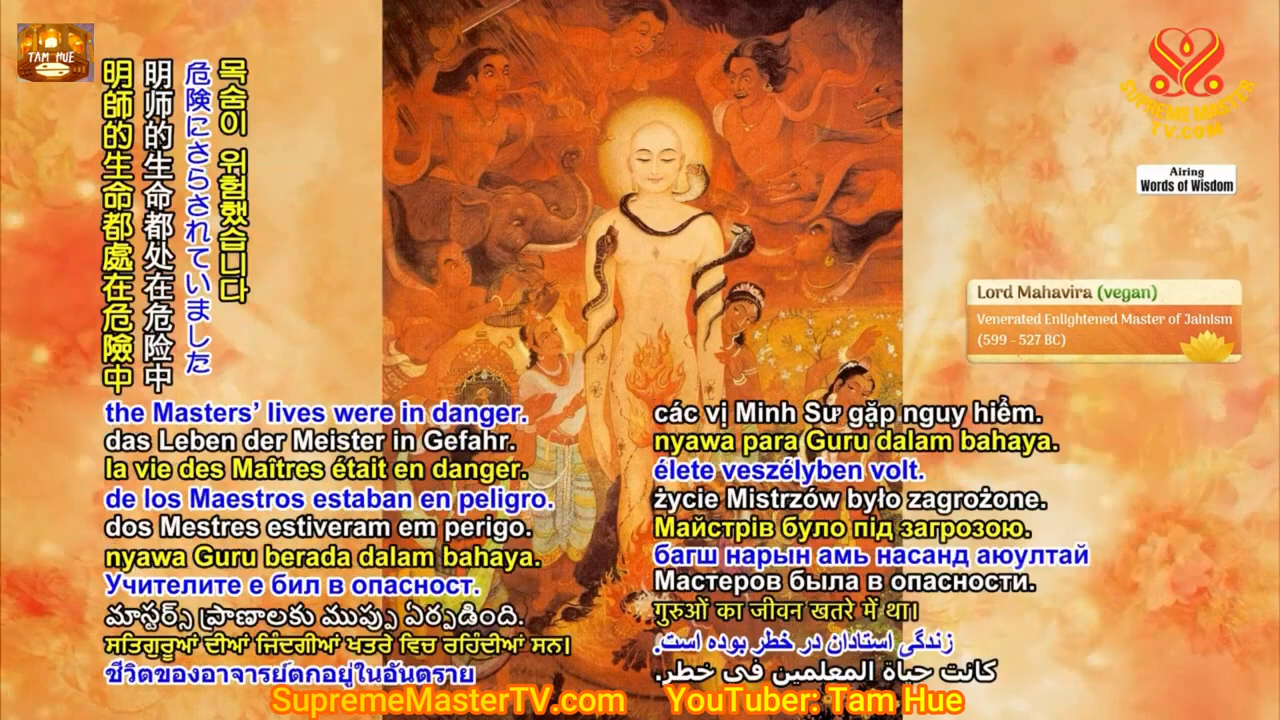 TAM HUE
明師的生命都處在危險中
明师的生命都处在危险中
危険にさらされていました
목숨이 위험했습니다
the Masters’ lives were in danger.
das Leben der Meister in Gefahr.
la vie des Maîtres était en danger.
de los Maestros estaban en peligro.
dos Mestres estiveram em perigo.
nyawa Guru berada dalam bahaya.
Учителите е бил в опасност.
మాస్టర్స్ ప్రాణాలకు ముప్పు ఏర్పడింది.
ਸਤਿਗੁਰੂਆਂ ਦੀਆਂ ਜ਼ਿੰਦਗੀਆਂ ਖਤਰੇ ਵਿਚ ਰਹਿੰਦੀਆਂ ਸਨ।
ชีวิตของอาจารย์ตกอยู่ในอันตราย
các vị Minh Sư gặp nguy hiểm.
nyawa para Guru dalam bahaya.
élete veszélyben volt.
życie Mistrzów było zagrożone.
Майстрів було під загрозою.
багш нарын амь насанд аюултай
Мастеров была в опасности.
गुरुओं का जीवन खतरे में था।
زندگی استادان در خطر بوده است.
كانت حياة المعلمين في خطر.
SUPREME MASTER
TV.COM
Airing
Words of Wisdom
Lord Mahavira (vegan)
Venerated Enlightened Master of Jainism
(599 - 527 BC)
SupremeMasterTV.com YouTuber: Tam Hue